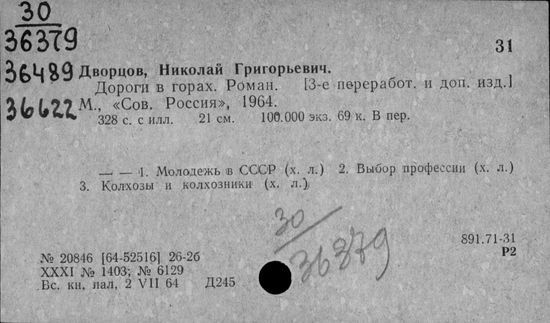 30
36379
31
36489 Дворцов, Николай Григорьевич.
Дороги в горах. Роман. [3-е переработ. и доп. изд.]
36622 М., «Сов. Россия», 1964.
328 с. с илл. 21 см. 100.000 экз. 69 к. В пер.
— — 1. Молодежь в СССР (х. л.) 2. Выбор профессии (х. л.)
3. Колхозы и колхозники (х. л.)
30
36379
891.71-31
Р2
№ 20846 [64-52516] 26-2б
XXXI № 1403; № 6129
Вс. кн. пал. 2 VII 64 Д245